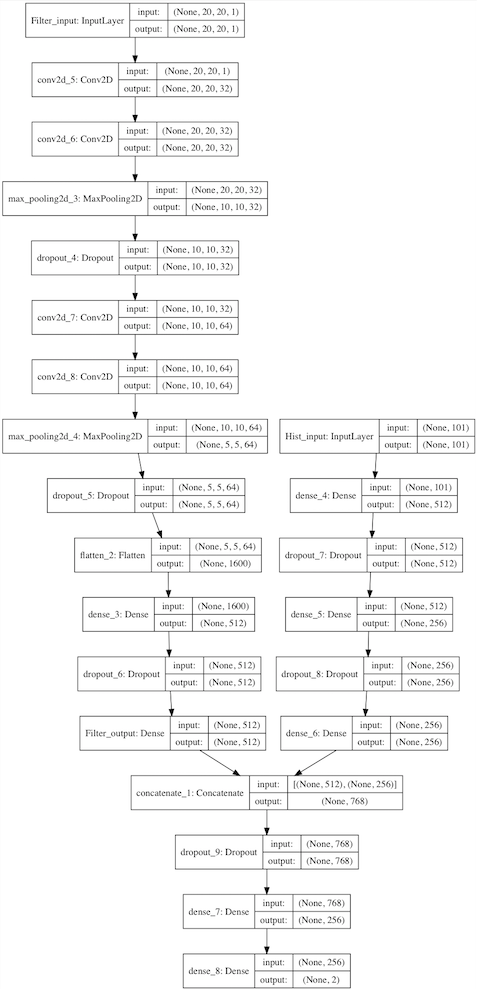 Filter_input: InputLayer
input: (None, 20, 20, 1)
output: (None, 20, 20, 1)
conv2d_5: Conv2D
input: (None, 20, 20, 1)
output: (None, 20, 20, 32)
conv2d_6: Conv2D
input: (None, 20, 20, 32)
output: (None, 20, 20, 32)
max_pooling2d_3: MaxPooling2D
input: (None, 20, 20, 32)
output: (None, 10, 10, 32)
dropout_4: Dropout
input: (None, 10, 10, 32)
output: (None, 10, 10, 32)
conv2d_7: Conv2D
input: (None, 10, 10, 32)
output: (None, 10, 10, 64)
conv2d_8: Conv2D
input: (None, 10, 10, 64)
output: (None, 10, 10, 64)
max_pooling2d_4: MaxPooling2D
input: (None, 10, 10, 64)
output: (None, 5, 5, 64)
Hist_input: InputLayer
input: (None, 101)
output: (None, 101)
dropout_5: Dropout
input: (None, 5, 5, 64)
output: (None, 5, 5, 64)
dense_4: Dense
input: (None, 101)
output: (None, 512)
flatten_2: Flatten
input: (None, 5, 5, 64)
output: (None, 1600)
dropout_7: Dropout
input: (None, 512)
output: (None, 512)
dense_3: Dense
input: (None, 1600)
output: (None, 512)
dense_5: Dense
input: (None, 512)
output: (None, 256)
dropout_6: Dropout
input: (None, 512)
output: (None, 512)
dropout_8: Dropout
input: (None, 256)
output: (None, 256)
Filter_output: Dense
input: (None, 512)
output: (None, 512)
dense_6: Dense
input: (None, 256)
output: (None, 256)
concatenate_1: Concatenate
input: [(None, 512), (None, 256)]
output: (None, 768)
dropout_9: Dropout
input: (None, 768)
output: (None, 768)
dense_7: Dense
input: (None, 768)
output: (None, 256)
dense_8: Dense
input: (None, 256)
output: (None, 2)